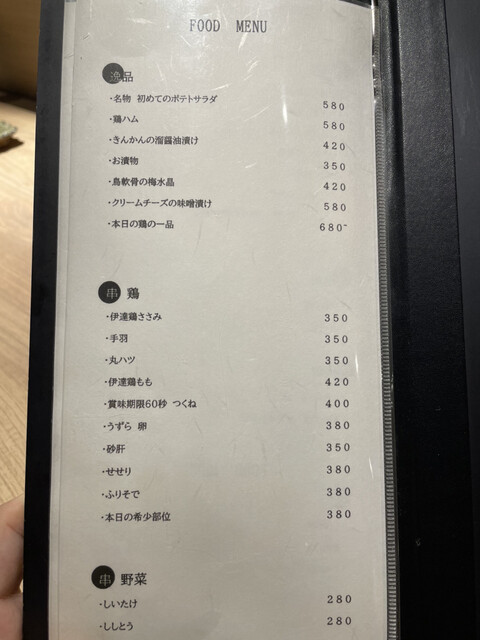 FOOD MENU
逸品
・名物 初めてのポテトサラダ 580
・鶏ハム 580
・きんかんの溜醤油漬け 420
・お漬物 350
・鳥軟骨の梅水晶 420
・クリームチーズの味噌漬け 580
・本日の鶏の一品 680~
串 鶏
・伊達鶏ささみ 350
・手羽 350
・丸ハツ 350
・伊達鶏もも 420
・賞味期限60秒 つくね 400
・うずら 卵 380
・砂肝 350
・せせり 380
・ふりそで 380
・本日の希少部位 380
串 野菜
・しいたけ 280
・ししとう 280